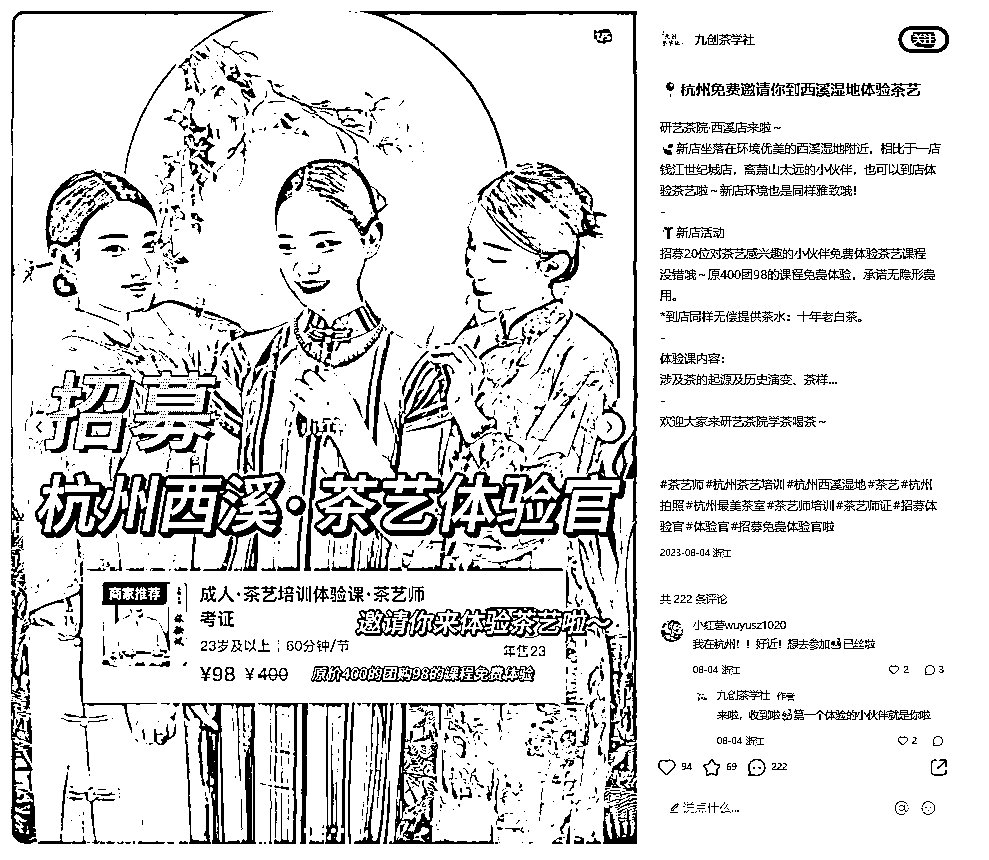 招募
杭州西溪·茶艺体验官
商家推荐
成人·茶艺培训体验课·茶艺师
考证
邀请你来体验茶艺啦～
23岁及以上 | 60分钟/节
年售23
¥98 ¥400
原价400的团购98的课程免费体验
九创茶学社
关注
杭州免费邀请你到西溪湿地体验茶艺
研艺茶院·西溪店来啦~
新店坐落在环境优美的西溪湿地附近，相比于一店
钱江世纪城店，离萧山太远的小伙伴，也可以到店体
验茶艺啦~新店环境也是同样雅致哦!
-
新店活动
招募20位对茶艺感兴趣的小伙伴免费体验茶艺课程
没错哦~原400团98的课程免费体验，承诺无隐形费
用。
*到店同样无偿提供茶水：十年老白茶。
-
体验课内容：
涉及茶的起源及历史演变、茶样...
-
欢迎大家来研艺茶院学茶喝茶~
#茶艺师 #杭州茶艺培训 #杭州西溪湿地 #茶艺 #杭州
拍照 #杭州最美茶室 #茶艺师培训 #茶艺师证 #招募体
验官 #体验官 #招募免费体验官啦
2023-08-04 浙江
共 222 条评论
小红薯wuyusz1020
我在杭州！！好近！想去参加 已三丝啦
08-04 浙江
2
3
九创茶学社 作者
来啦，收到啦 第一个体验的小伙伴就是你啦
08-04 浙江
2
94
69
222
说点什么...